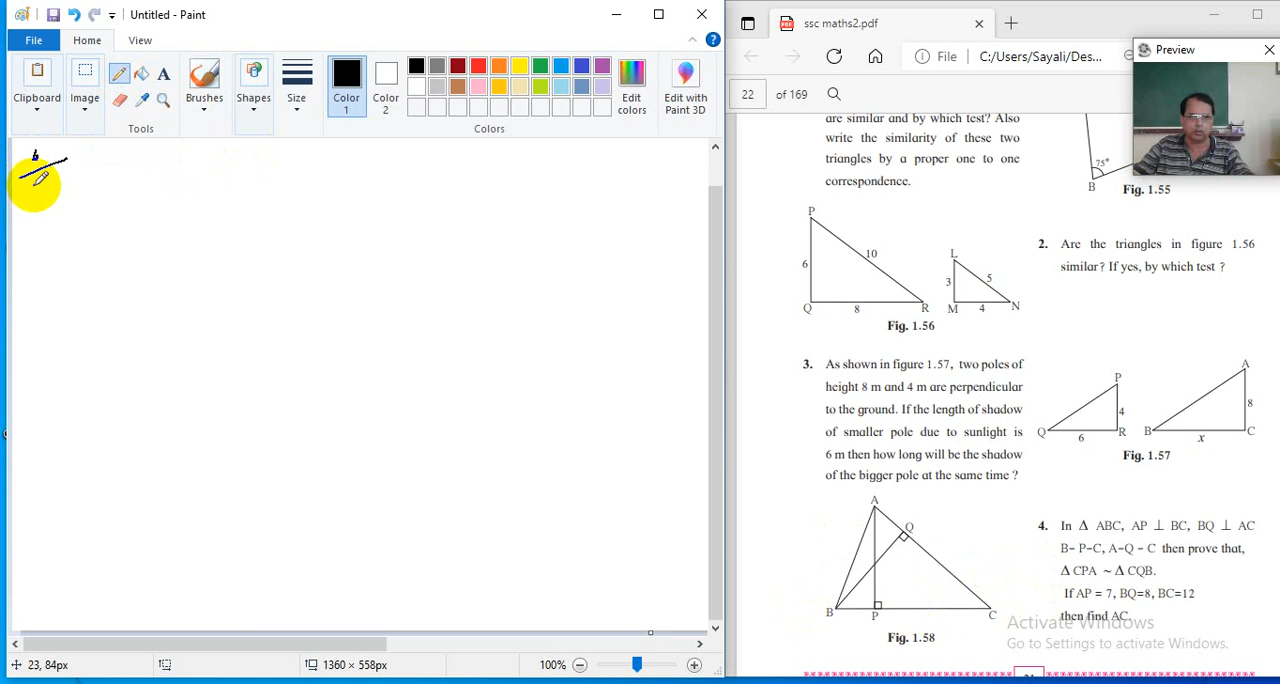 Untitled - Paint
File
Home
View
Clipboard
Image
Tools
Brushes
Shapes
Size
Color
1
Color
2
Edit
colors
Edit with
Paint 3D
Colors
23, 84px
1360 × 558px
100%
ssc maths2.pdf
File
C:/Users/Sayali/Des...
22
of 169
Preview
are similar and by which test? Also
write the similarity of these two
triangles by a proper one to one
correspondence.
75°
B
Fig. 1.55
P
6
10
Q
8
R
L
3
5
M
4
N
Fig. 1.56
2. Are the triangles in figure 1.56
similar? If yes, by which test ?
3. As shown in figure 1.57, two poles of
height 8 m and 4 m are perpendicular
to the ground. If the length of shadow
of smaller pole due to sunlight is
6 m then how long will be the shadow
of the bigger pole at the same time ?
P
4
Q
6
R
A
8
B
x
C
Fig. 1.57
A
Q
B
P
C
Fig. 1.58
4. In Δ ABC, AP ⊥ BC, BQ ⊥ AC
B- P-C, A-Q - C then prove that,
Δ CPA ~ Δ CQB.
If AP = 7, BQ=8, BC=12
then find AC.
Activate Windows
Go to Settings to activate Windows.